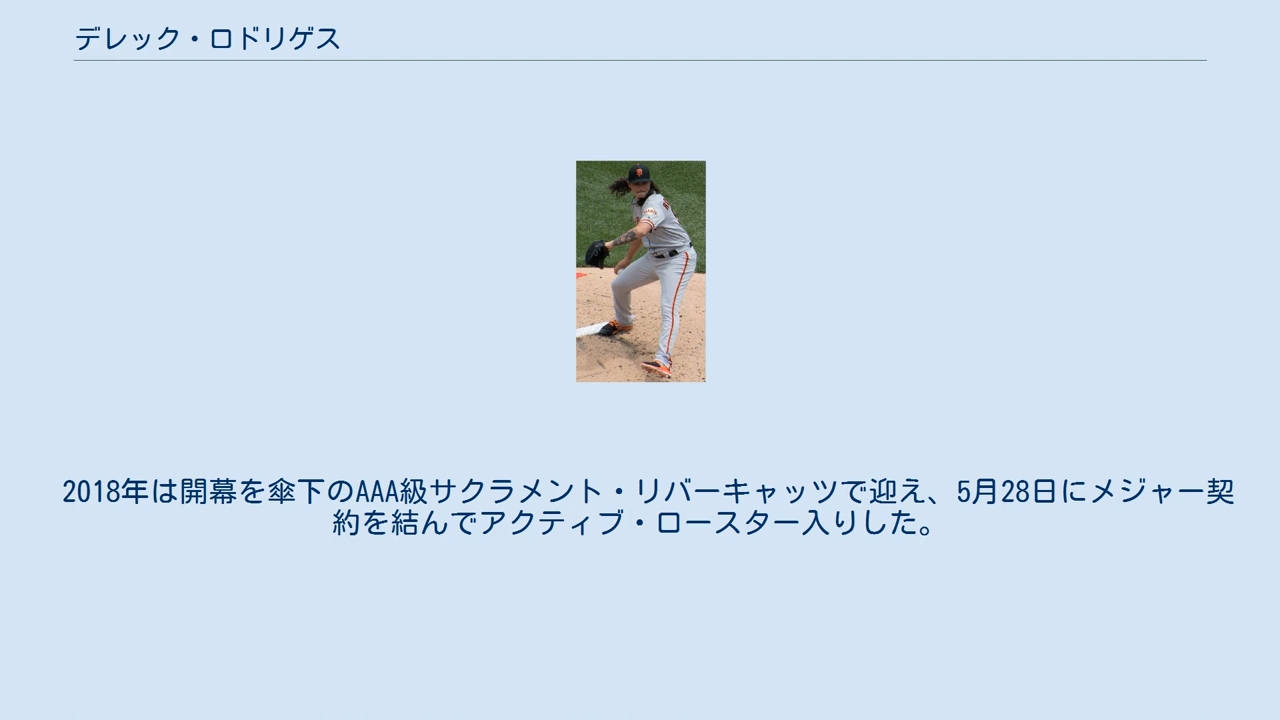 デレック・ロドリゲス
2018年は開幕を傘下のAAA級サクラメント・リバーキャッツで迎え、5月28日にメジャー契
約を結んでアクティブ・ロースター入りした。